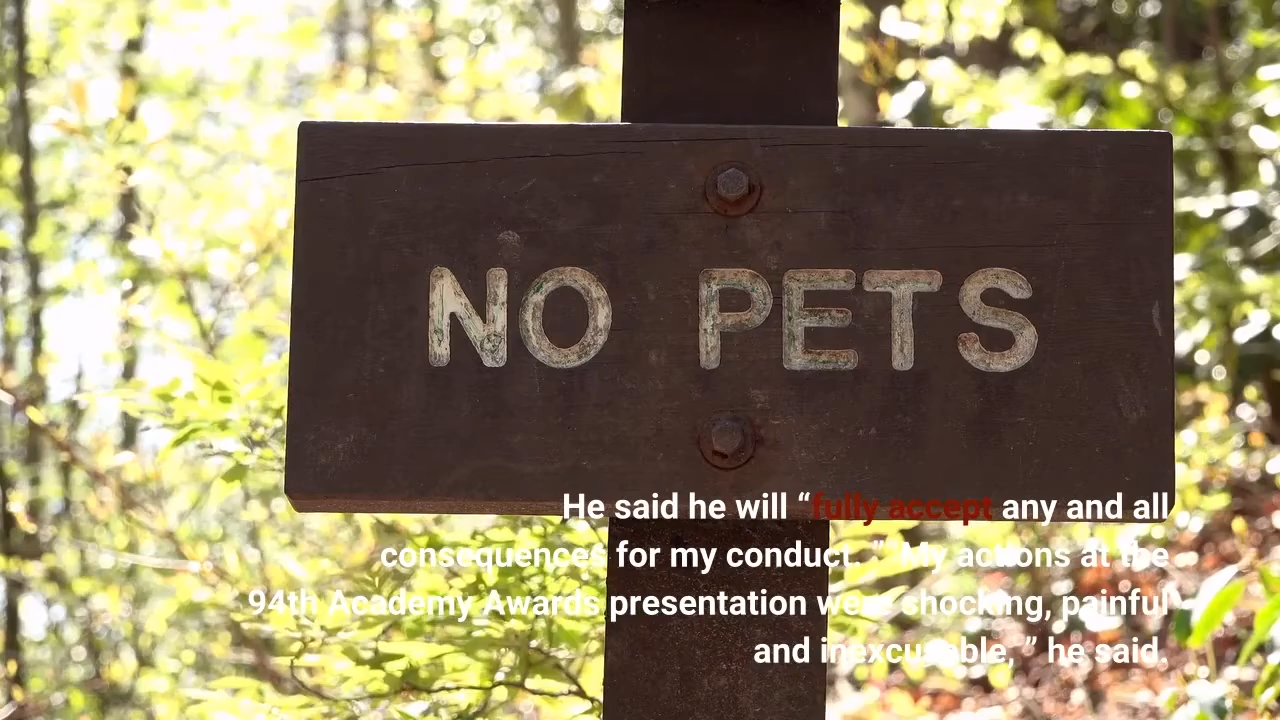 NO PETS
He said he will “fully accept any and all
consequences for my conduct. ” “My actions at the
94th Academy Awards presentation were shocking, painful
and inexcusable, ” he said.